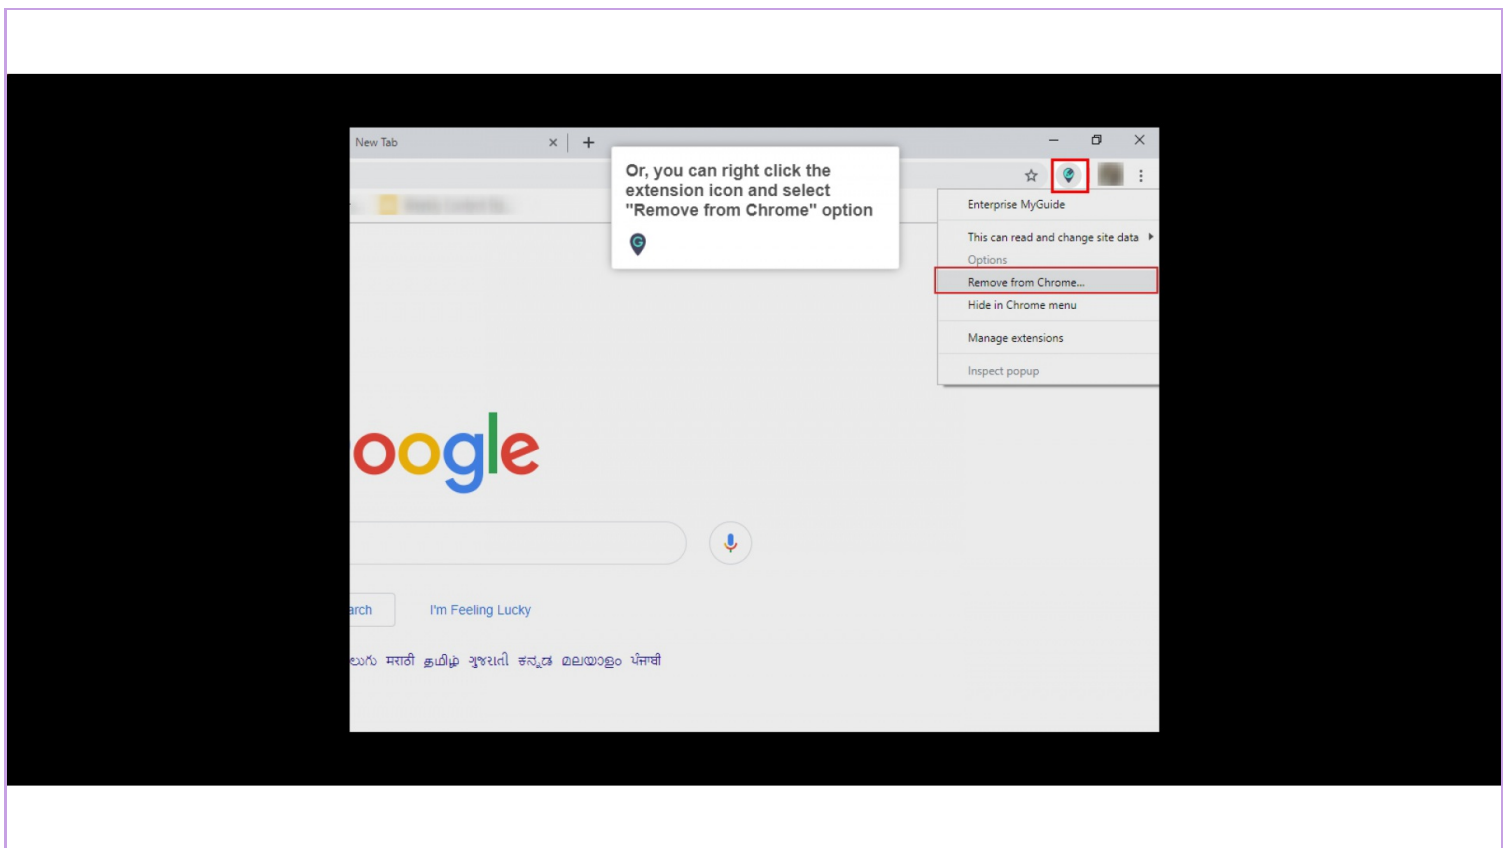 New Tab
Or, you can right click the
extension icon and select
"Remove from Chrome" option
Enterprise MyGuide
This can read and change site data
Options
Remove from Chrome...
Hide in Chrome menu
Manage extensions
Inspect popup
oogle
arch I'm Feeling Lucky
లుగు मराठी தமிழ் ગુજરાતી ಕನ್ನಡ മലയാളം ਪੰਜਾਬੀ